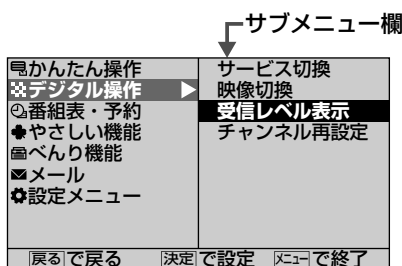 サブメニュー欄
かんたん操作
デジタル操作
番組表・予約
やさしい機能
べんり機能
メール
設定メニュー
サービス切換
映像切換
受信レベル表示
チャンネル再設定
戻るで戻る 決定で設定 メニューで終了